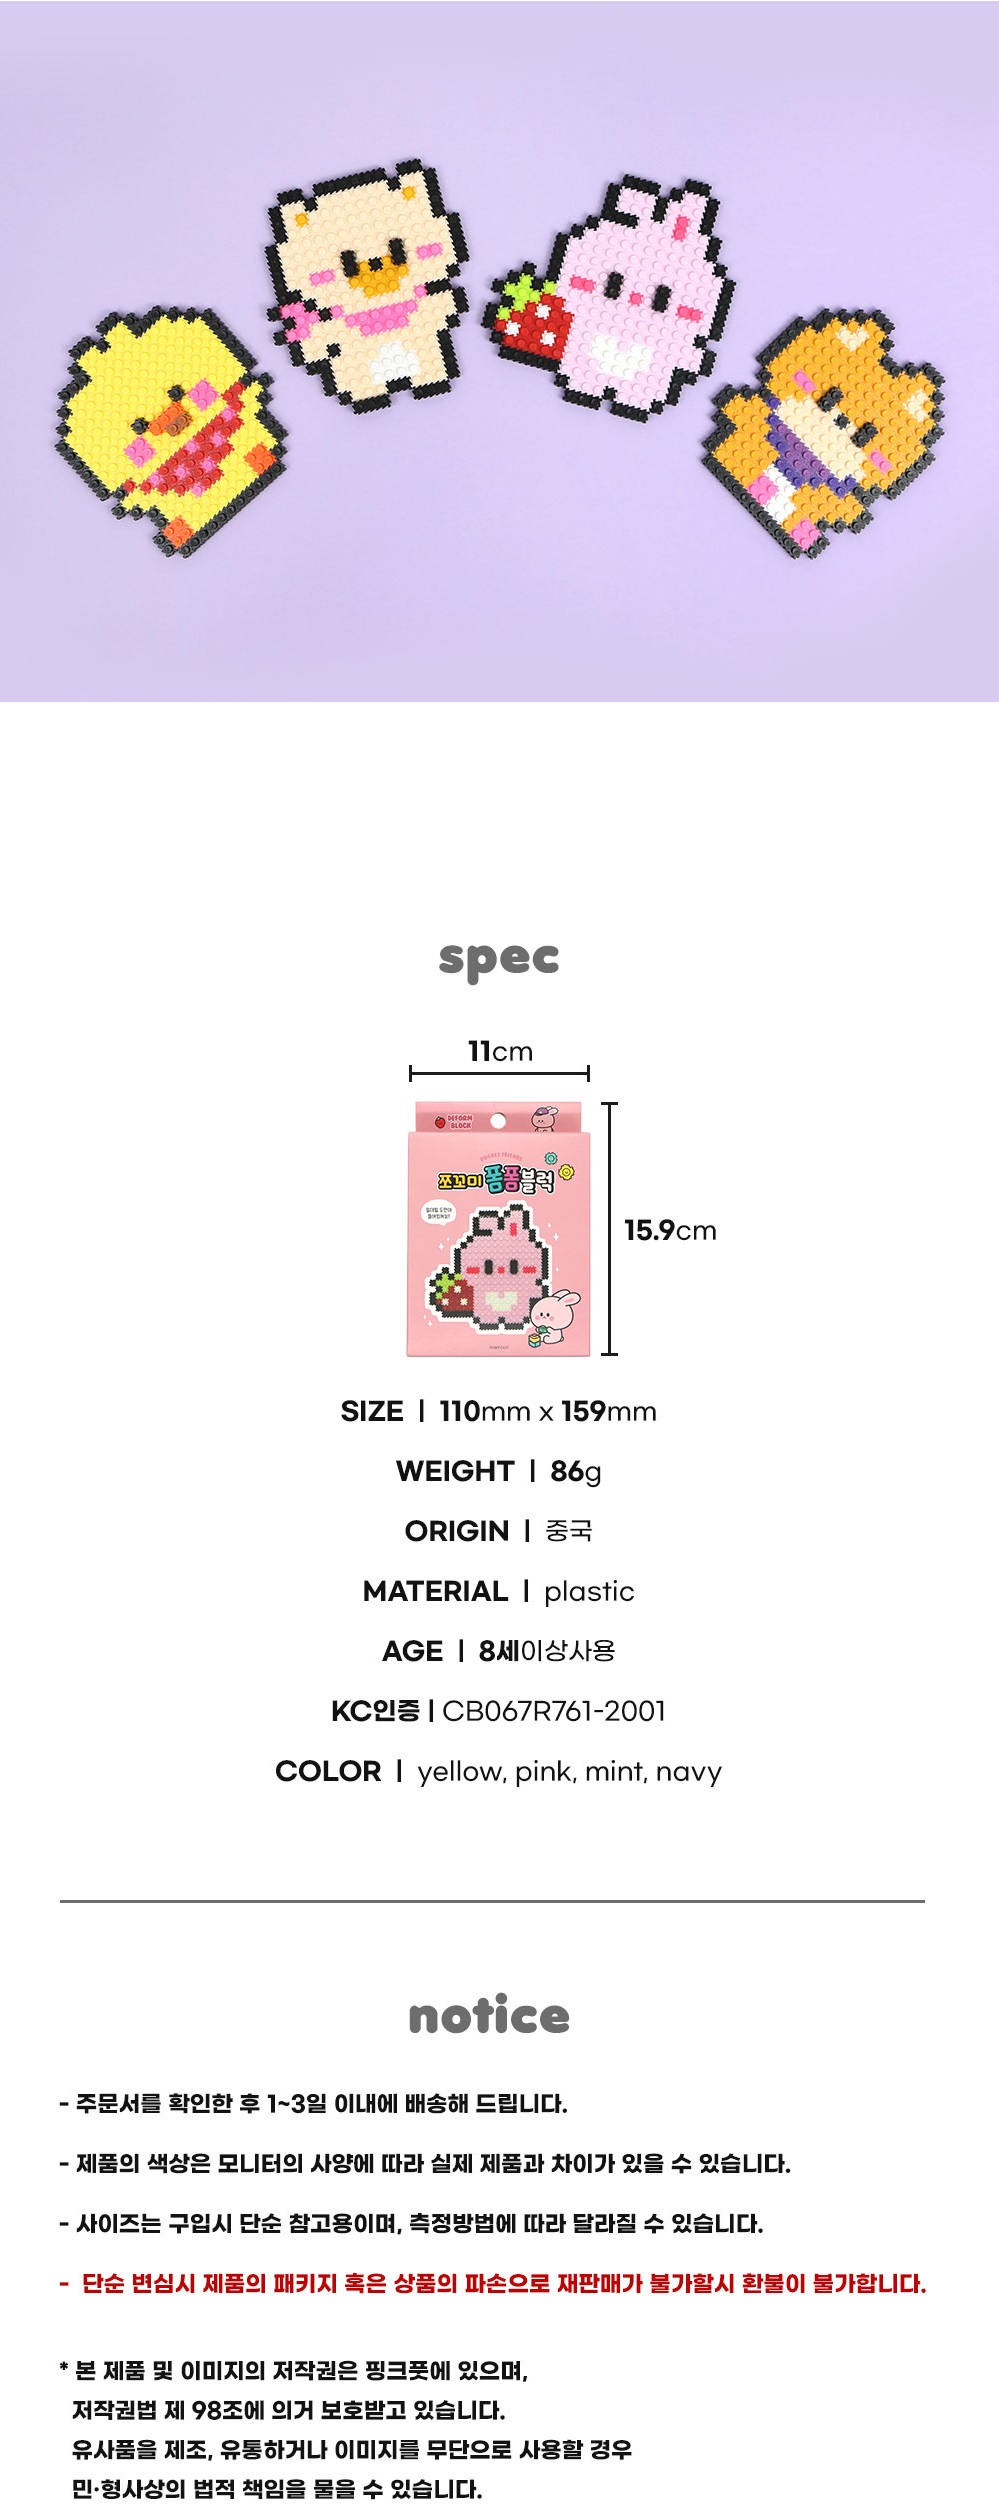 spec
11cm
DEFORM
BLOCK
POCKET FRIENDS
쪼꼬미 폼폼블럭
15.9cm
SIZE | 110mm x 159mm
WEIGHT | 86g
ORIGIN | 중국
MATERIAL | plastic
AGE | 8세이상사용
KC인증 | CB067R761-2001
COLOR | yellow, pink, mint, navy
notice
- 주문서를 확인한 후 1~3일 이내에 배송해 드립니다.
- 제품의 색상은 모니터의 사양에 따라 실제 제품과 차이가 있을 수 있습니다.
- 사이즈는 구입시 단순 참고용이며, 측정방법에 따라 달라질 수 있습니다.
- 단순 변심시 제품의 패키지 혹은 상품의 파손으로 재판매가 불가할시 환불이 불가합니다.
* 본 제품 및 이미지의 저작권은 핑크풋에 있으며,
저작권법 제 98조에 의거 보호받고 있습니다.
유사품을 제조, 유통하거나 이미지를 무단으로 사용할 경우
민·형사상의 법적 책임을 물을 수 있습니다.